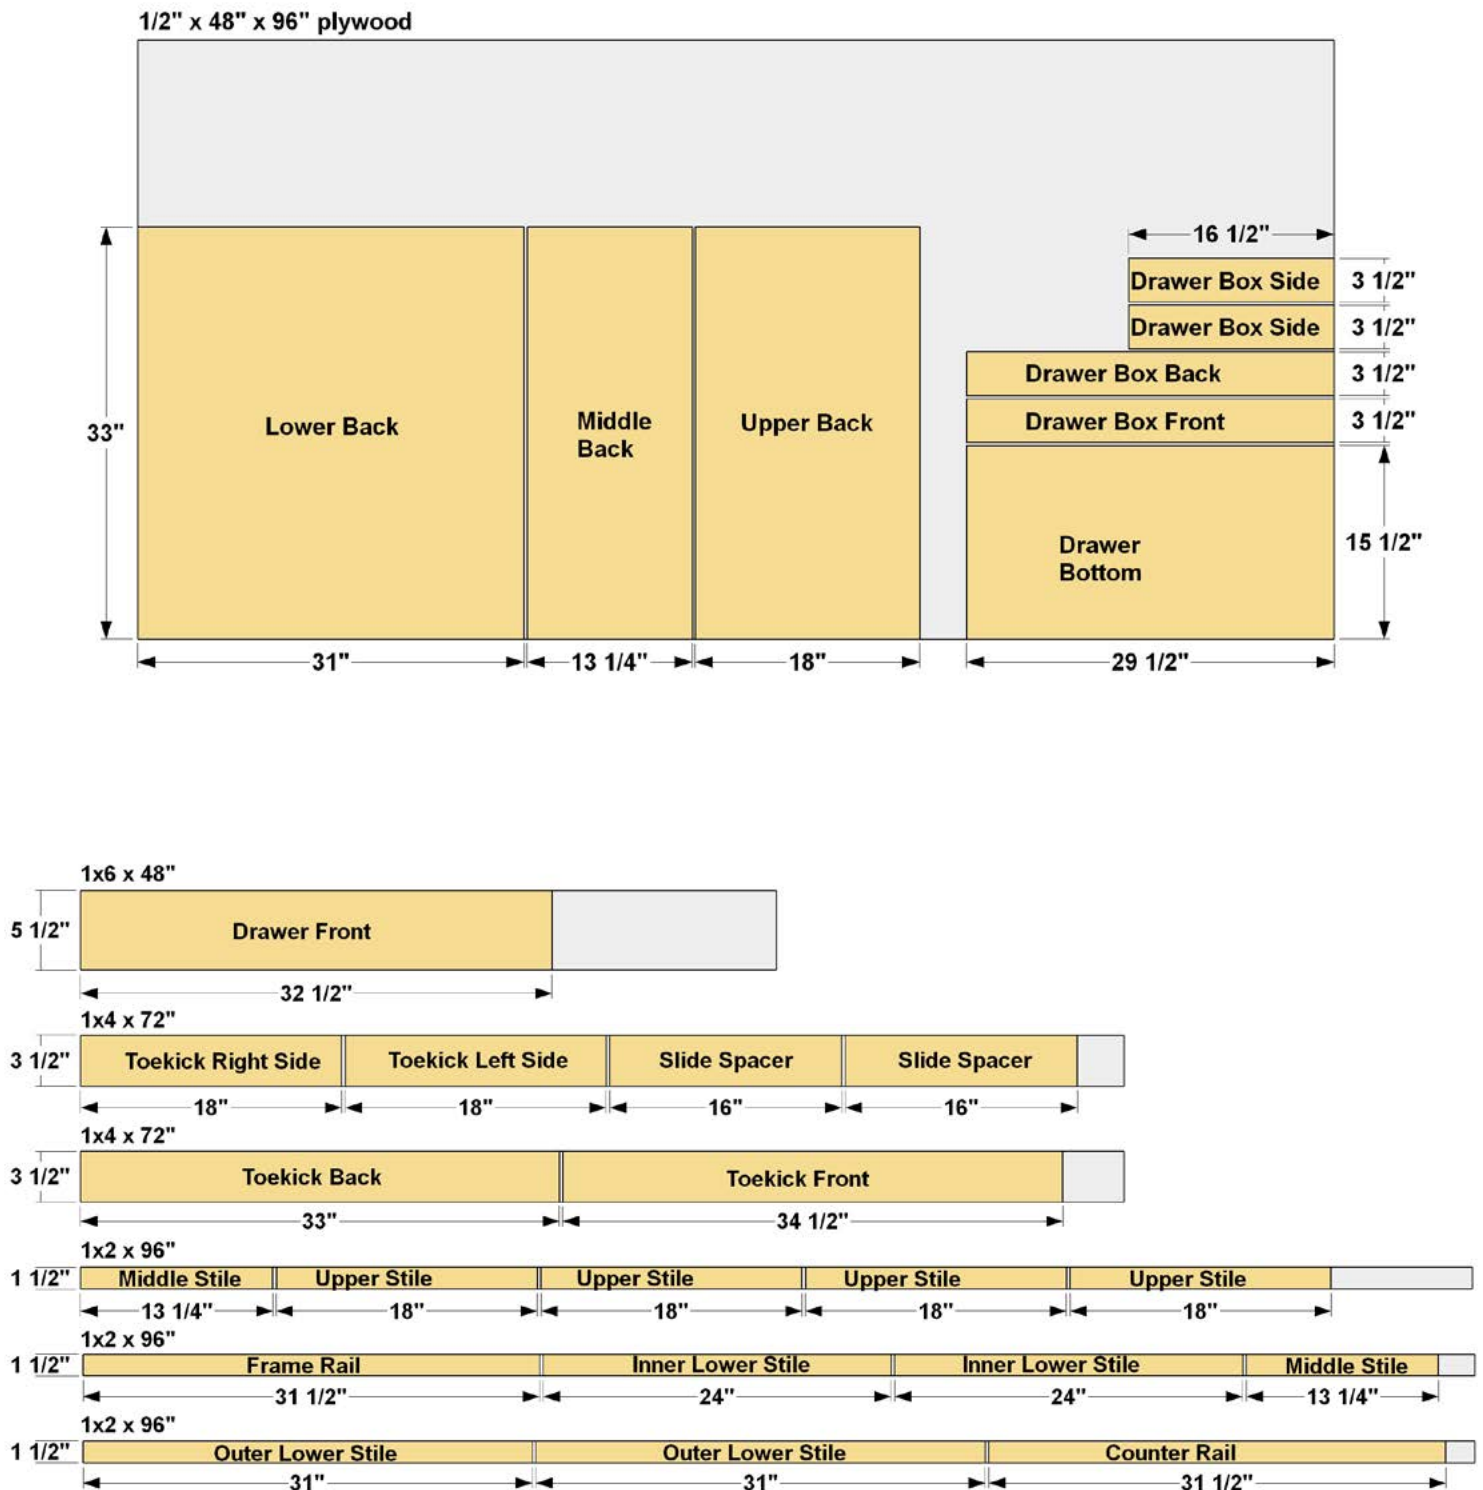 1/2" x 48" x 96" plywood
16 1/2"
Drawer Box Side 3 1/2"
Drawer Box Side 3 1/2"
Drawer Box Back 3 1/2"
Drawer Box Front 3 1/2"
33"
Lower Back
Middle
Back
Upper Back
Drawer
Bottom
15 1/2"
31" 13 1/4" 18" 29 1/2"
1x6 x 48"
5 1/2" Drawer Front
32 1/2"
1x4 x 72"
3 1/2" Toekick Right Side Toekick Left Side Slide Spacer Slide Spacer
18" 18" 16" 16"
1x4 x 72"
3 1/2" Toekick Back Toekick Front
33" 34 1/2"
1x2 x 96"
1 1/2" Middle Stile Upper Stile Upper Stile Upper Stile Upper Stile
13 1/4" 18" 18" 18" 18"
1x2 x 96"
1 1/2" Frame Rail Inner Lower Stile Inner Lower Stile Middle Stile
31 1/2" 24" 24" 13 1/4"
1x2 x 96"
1 1/2" Outer Lower Stile Outer Lower Stile Counter Rail
31" 31" 31 1/2"